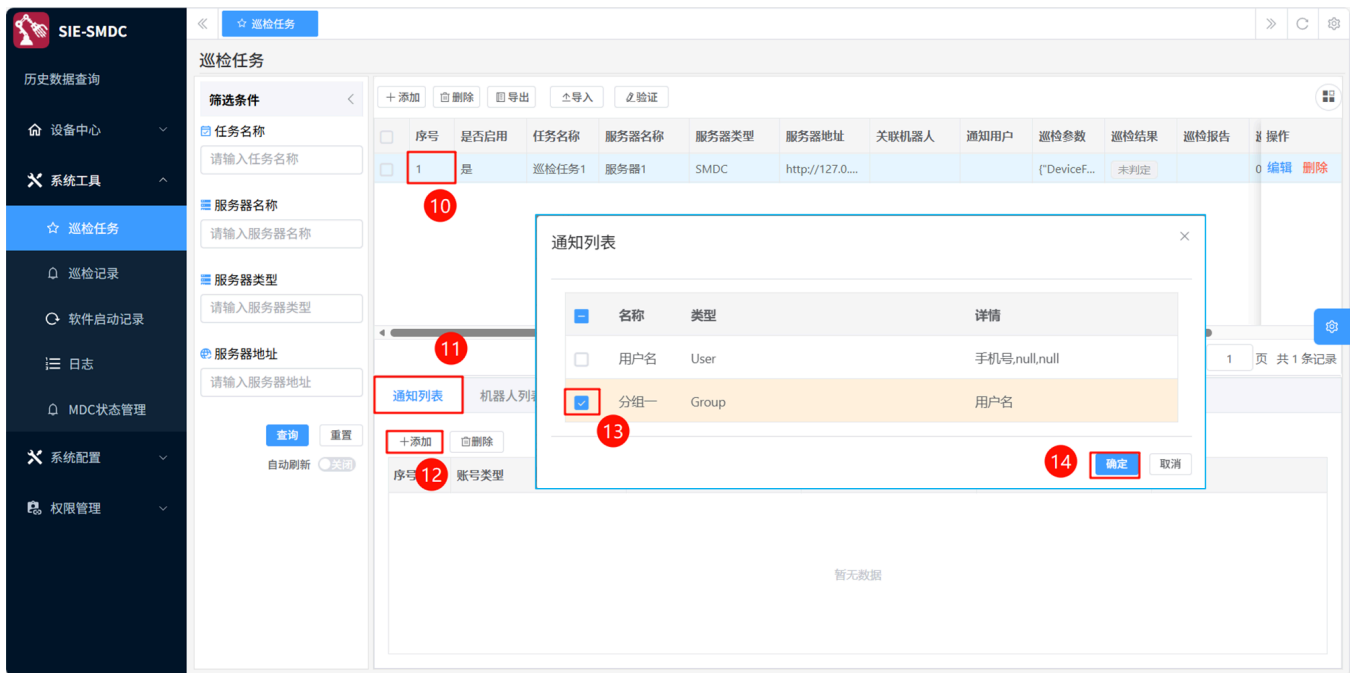 SIE-SMDC
☆ 巡检任务
巡检任务
历史数据查询
设备中心
系统工具
巡检任务
巡检记录
软件启动记录
日志
MDC状态管理
系统配置
权限管理
筛选条件
任务名称
请输入任务名称
服务器名称
请输入服务器名称
服务器类型
请输入服务器类型
服务器地址
请输入服务器地址
查询 重置
自动刷新 关闭
+添加 删除 导出 导入 验证
序号 是否启用 任务名称 服务器名称 服务器类型 服务器地址 关联机器人 通知用户 巡检参数 巡检结果 巡检报告 操作
1 是 巡检任务1 服务器1 SMDC http://127.0.... {"DeviceF... 未判定 0 编辑 删除
10
通知列表
名称 类型 详情
用户名 User 手机号,null,null
分组一 Group 用户名
13
14 确定 取消
1 页 共 1 条记录
11
通知列表 机器人列
+添加 删除
12
序号 账号类型
暂无数据